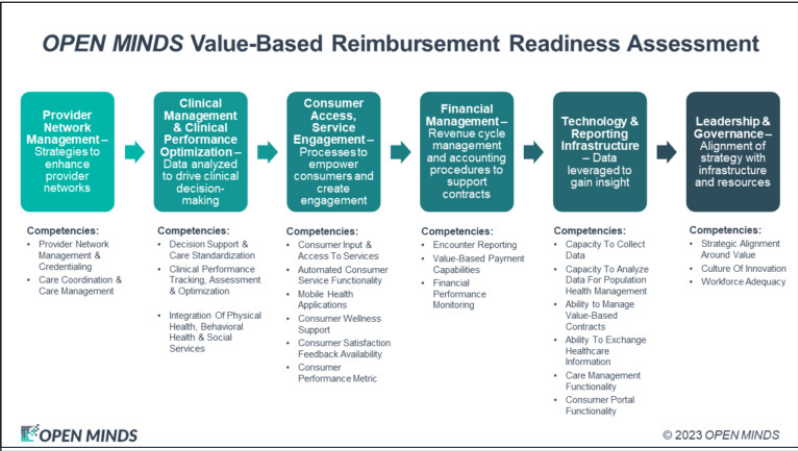 OPEN MINDS Value-Based Reimbursement Readiness Assessment
Provider
Network
Management –
Strategies to
enhance
provider
networks
Clinical
Management
& Clinical
Performance
Optimization –
Data analyzed
to drive clinical
decision-
making
Consumer
Access,
Service
Engagement –
Processes to
empower
consumers and
create
engagement
Financial
Management –
Revenue cycle
management
and accounting
procedures to
support
contracts
Technology &
Reporting
Infrastructure
– Data
leveraged to
gain insight
Leadership &
Governance –
Alignment of
strategy with
infrastructure
and resources
Competencies:
• Provider Network
Management &
Credentialing
• Care Coordination &
Care Management
Competencies:
• Decision Support &
Care Standardization
• Clinical Performance
Tracking, Assessment
& Optimization
• Integration Of Physical
Health, Behavioral
Health & Social
Services
Competencies:
• Consumer Input &
Access To Services
• Automated Consumer
Service Functionality
• Mobile Health
Applications
• Consumer Wellness
Support
• Consumer Satisfaction
Feedback Availability
• Consumer
Performance Metric
Competencies:
• Encounter Reporting
• Value-Based Payment
Capabilities
• Financial
Performance
Monitoring
Competencies:
• Capacity To Collect
Data
• Capacity To Analyze
Data For Population
Health Management
• Ability to Manage
Value-Based
Contracts
• Ability To Exchange
Healthcare
Information
• Care Management
Functionality
• Consumer Portal
Functionality
Competencies:
• Strategic Alignment
Around Value
• Culture Of Innovation
• Workforce Adequacy
OPEN MINDS
© 2023 OPEN MINDS